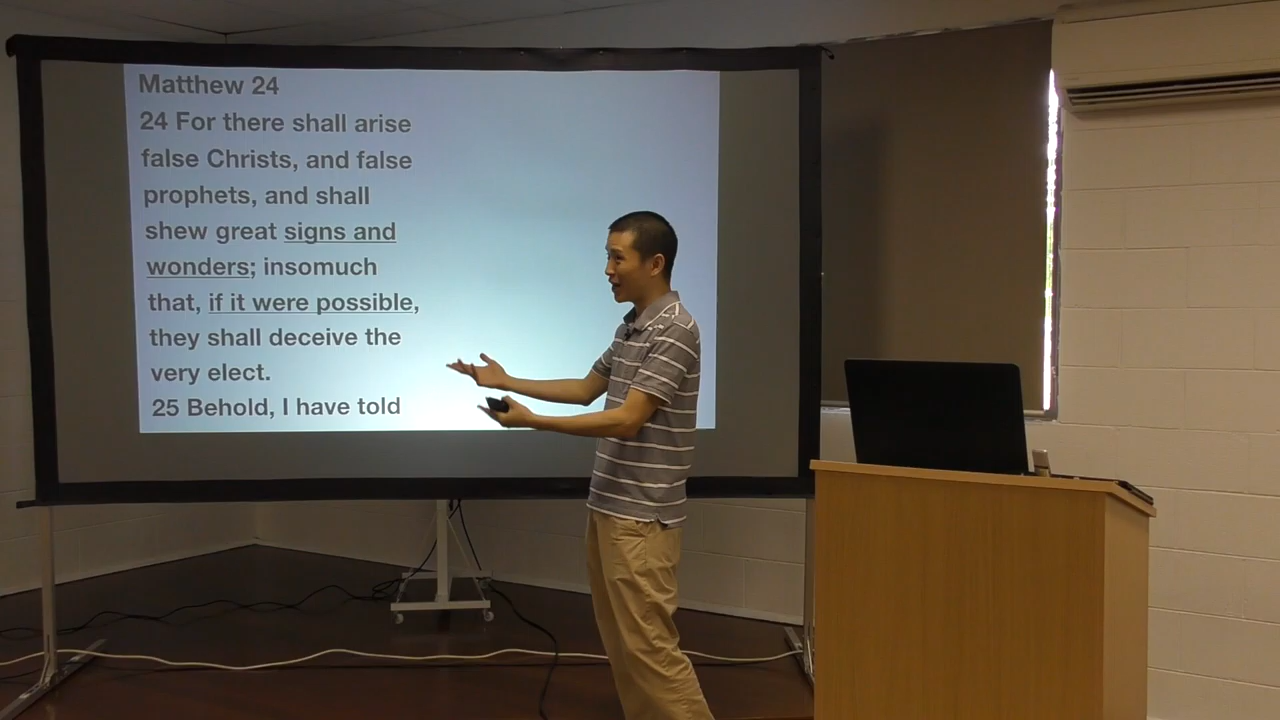 Matthew 24
24 For there shall arise
false Christs, and false
prophets, and shall
shew great signs and
wonders; insomuch
that, if it were possible,
they shall deceive the
very elect.
25 Behold, I have told